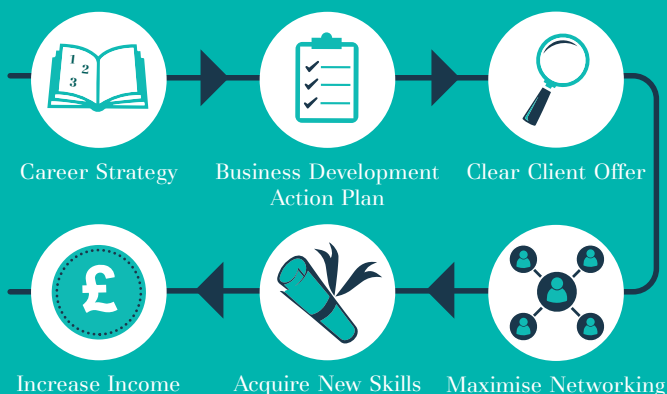 1
2
3
Career Strategy
Business Development
Action Plan
Clear Client Offer
£
Increase Income
Acquire New Skills
Maximise Networking